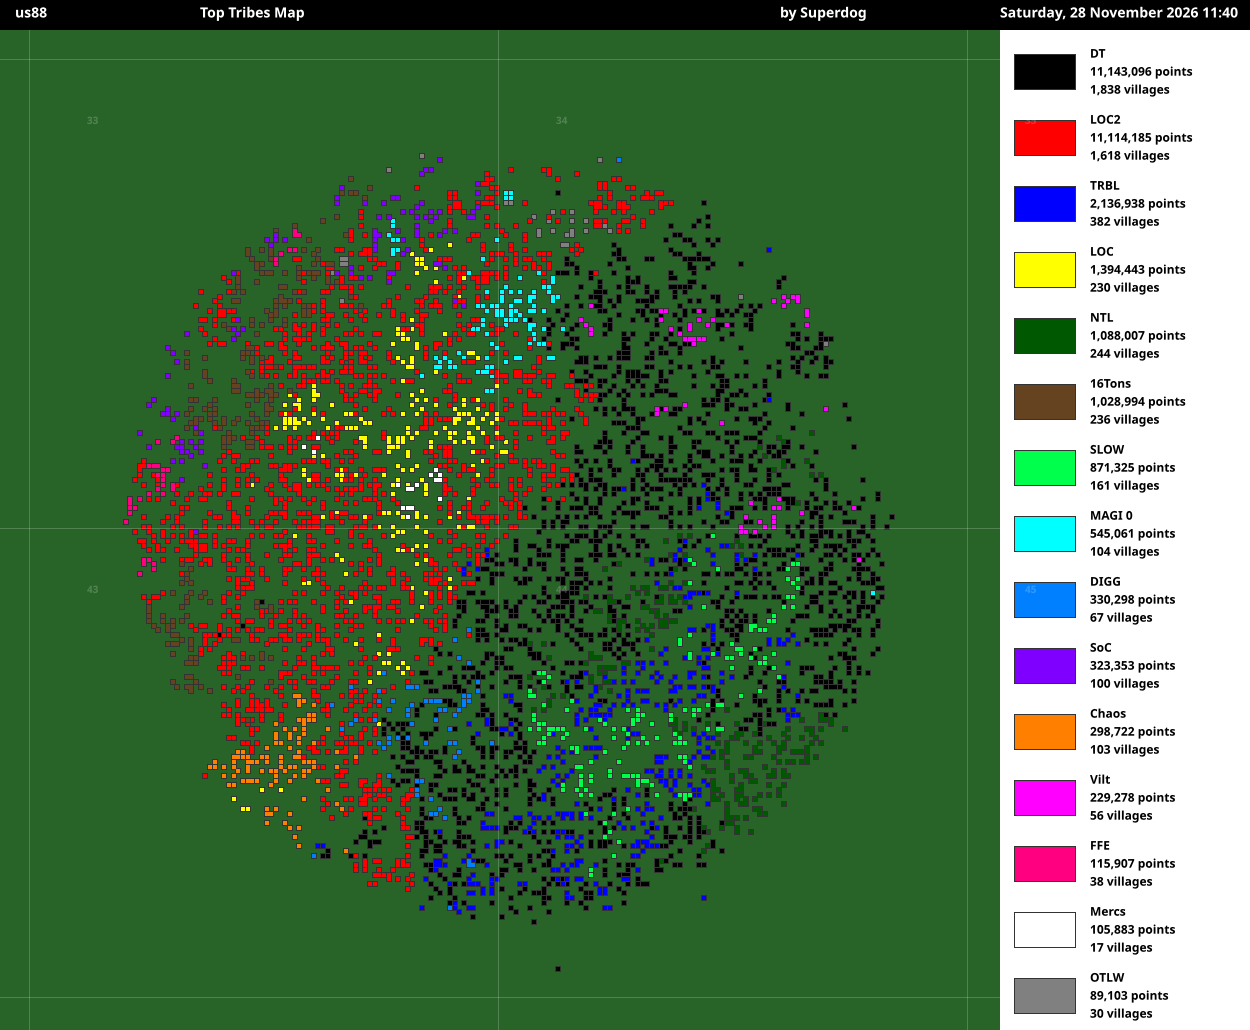 us88 Top Tribes Map by Superdog Saturday, 28 November 2026 11:40
33
34
43
45
DT
11,143,096 points
1,838 villages
LOC2
11,114,185 points
1,618 villages
TRBL
2,136,938 points
382 villages
LOC
1,394,443 points
230 villages
NTL
1,088,007 points
244 villages
16Tons
1,028,994 points
236 villages
SLOW
871,325 points
161 villages
MAGI 0
545,061 points
104 villages
DIGG
330,298 points
67 villages
SoC
323,353 points
100 villages
Chaos
298,722 points
103 villages
Vilt
229,278 points
56 villages
FFE
115,907 points
38 villages
Mercs
105,883 points
17 villages
OTLW
89,103 points
30 villages